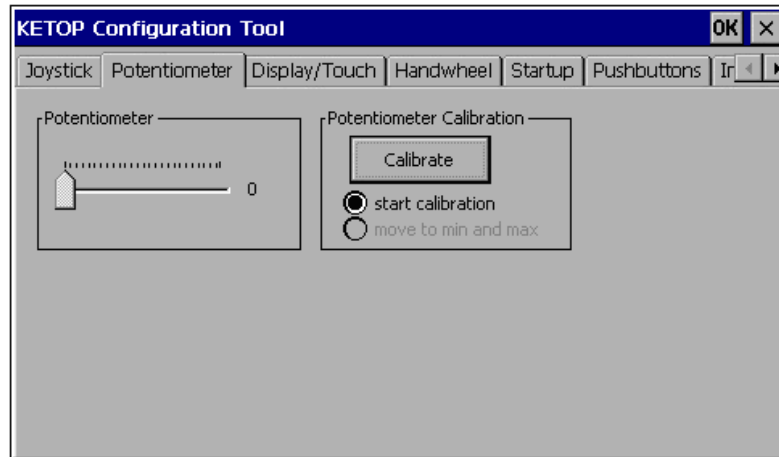 KETOP Configuration Tool OK ×
Joystick Potentiometer Display/Touch Handwheel Startup Pushbuttons
Potentiometer
0
Potentiometer Calibration
Calibrate
start calibration
move to min and max